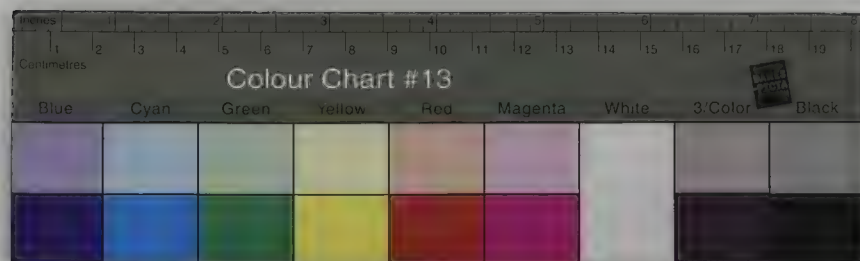 Inches 1 2 3 4 5 6 7 8
1 2 3 4 5 6 7 8 9 10 11 12 13 14 15 16 17 18 19
Centimetres
Colour Chart #13
Blue Cyan Green Yellow Red Magenta White 3/Color Black